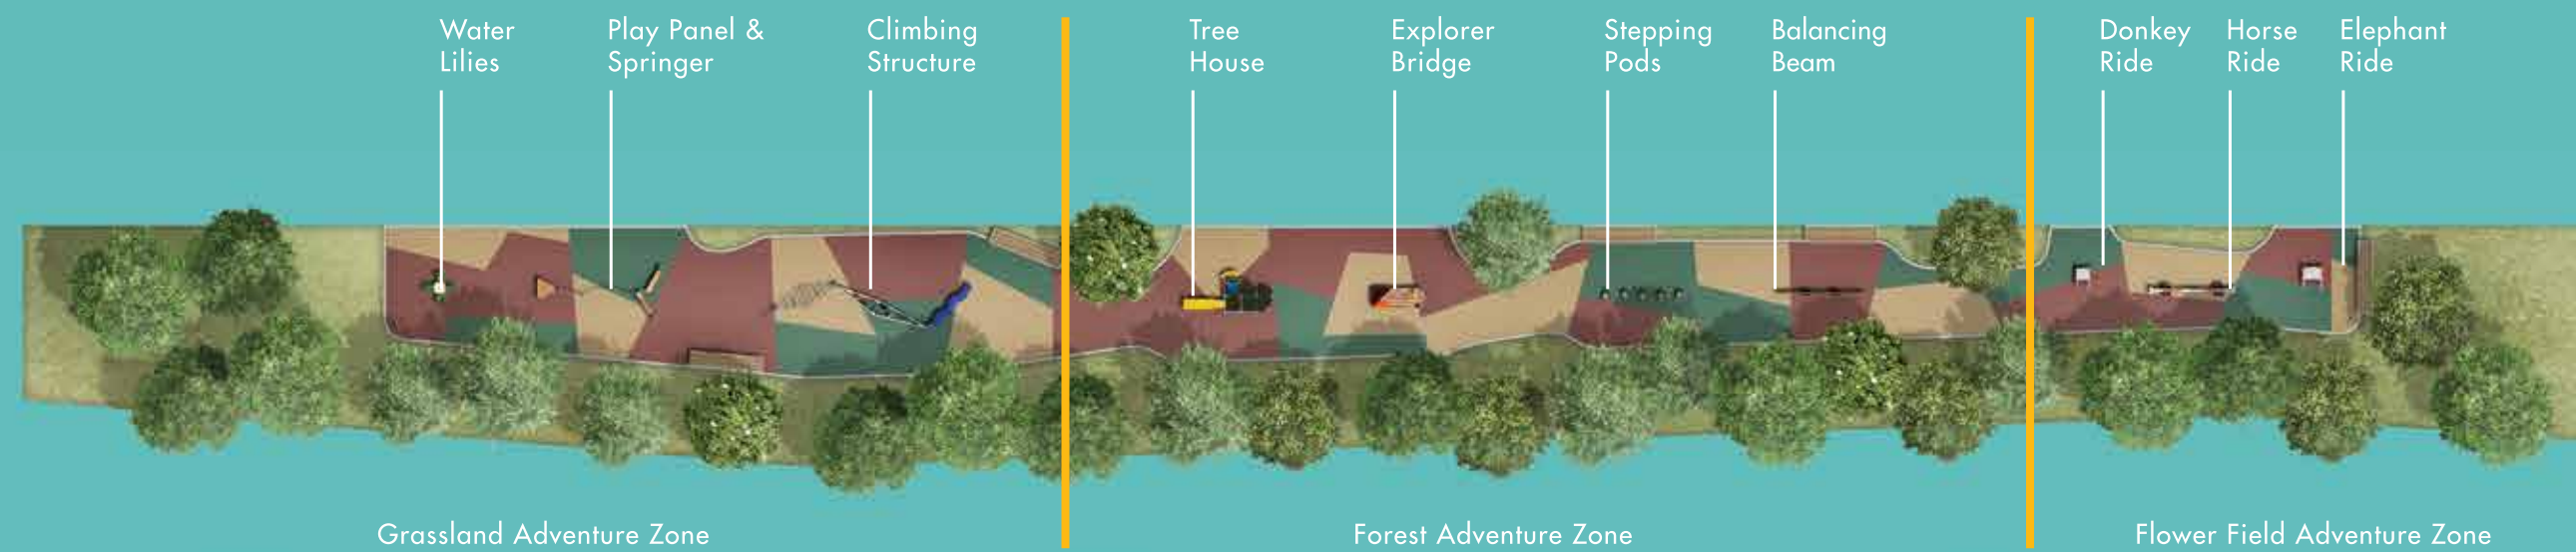 Water
Lilies
Play Panel &
Springer
Climbing
Structure
Tree
House
Explorer
Bridge
Stepping
Pods
Balancing
Beam
Donkey
Ride
Horse
Ride
Elephant
Ride
Grassland Adventure Zone
Forest Adventure Zone
Flower Field Adventure Zone